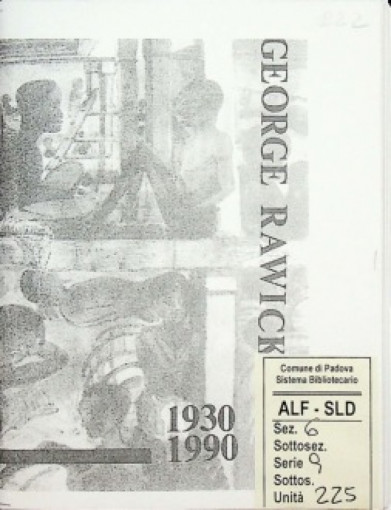 GEORGE RAWICK
1930
1990
Comune di Padova
Sistema Bibliotecario
ALF - SLD
Sez. 6
Sottosez.
Serie 9
Sottos.
Unità 225